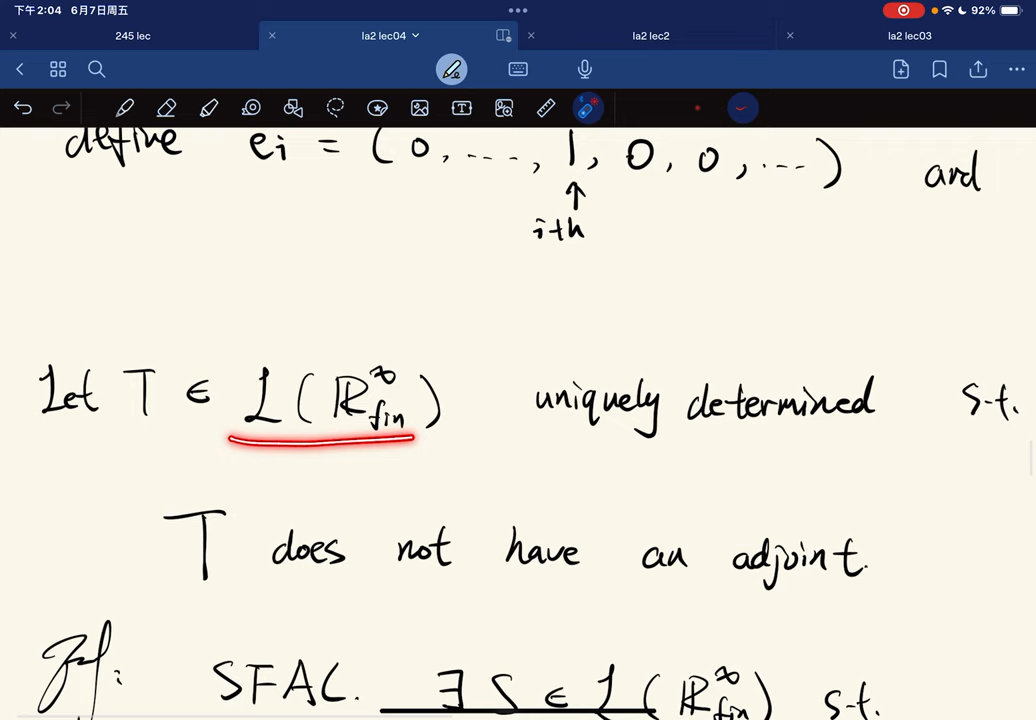 下午2:04 6月7日周五
92%
245 lec
la2 lec04
la2 lec2
la2 lec03
define ei = (0, ----, 1, 0, 0, ---) and
↑
ith
Let T ∈ L(ℝ^∞_fin) uniquely determined s.t.
T does not have an adjoint.
SFAC. ∃ S ∈ L(ℝ^∞_fin) s.t.